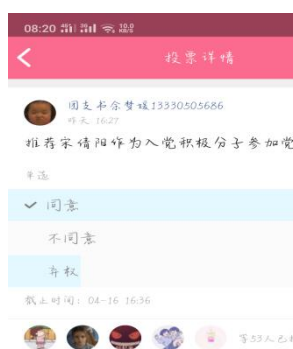 08:20
投票详情
团支书余梦瑶13330505686
昨天 16:27
推荐宋倩阳作为入党积极分子参加党
单选
同意
不同意
弃权
截止时间: 04-16 16:36
等53人已